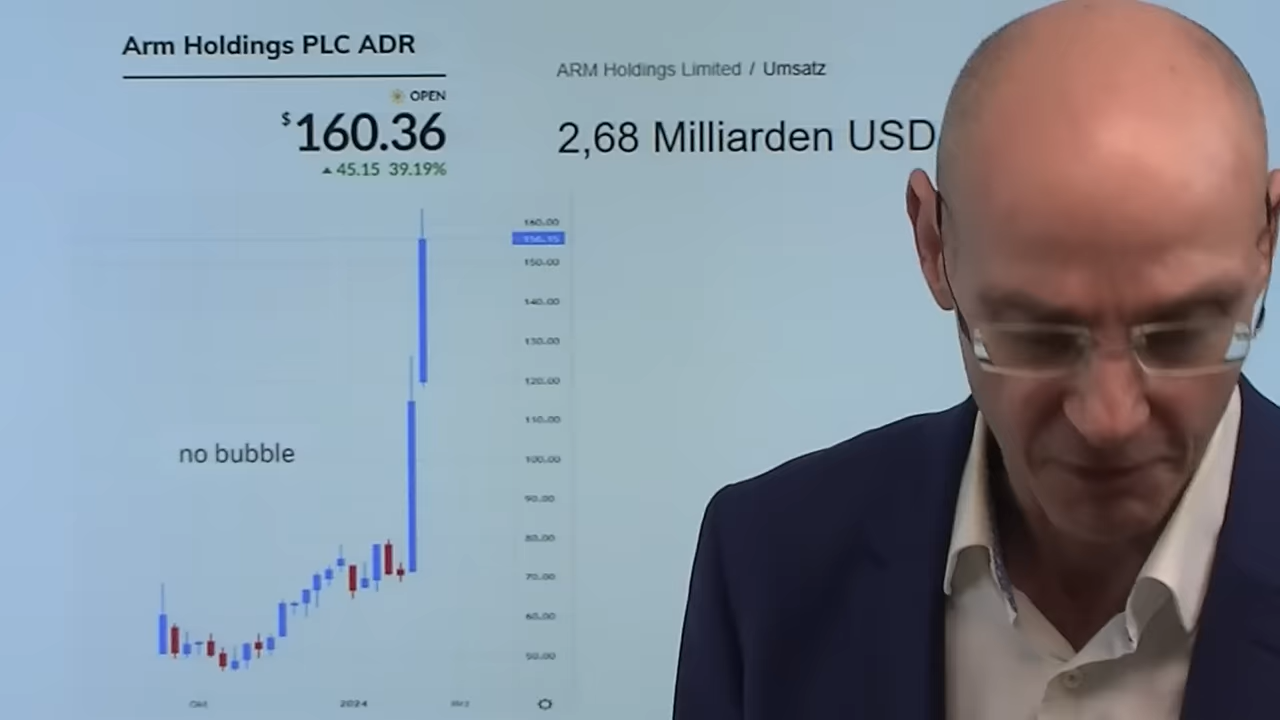 Arm Holdings PLC ADR
OPEN
$160.36
▲ 45.15 39.19%
ARM Holdings Limited / Umsatz
2,68 Milliarden USD
160.00
150.00
140.00
130.00
120.00
110.00
100.00
90.00
80.00
70.00
60.00
50.00
no bubble
2024